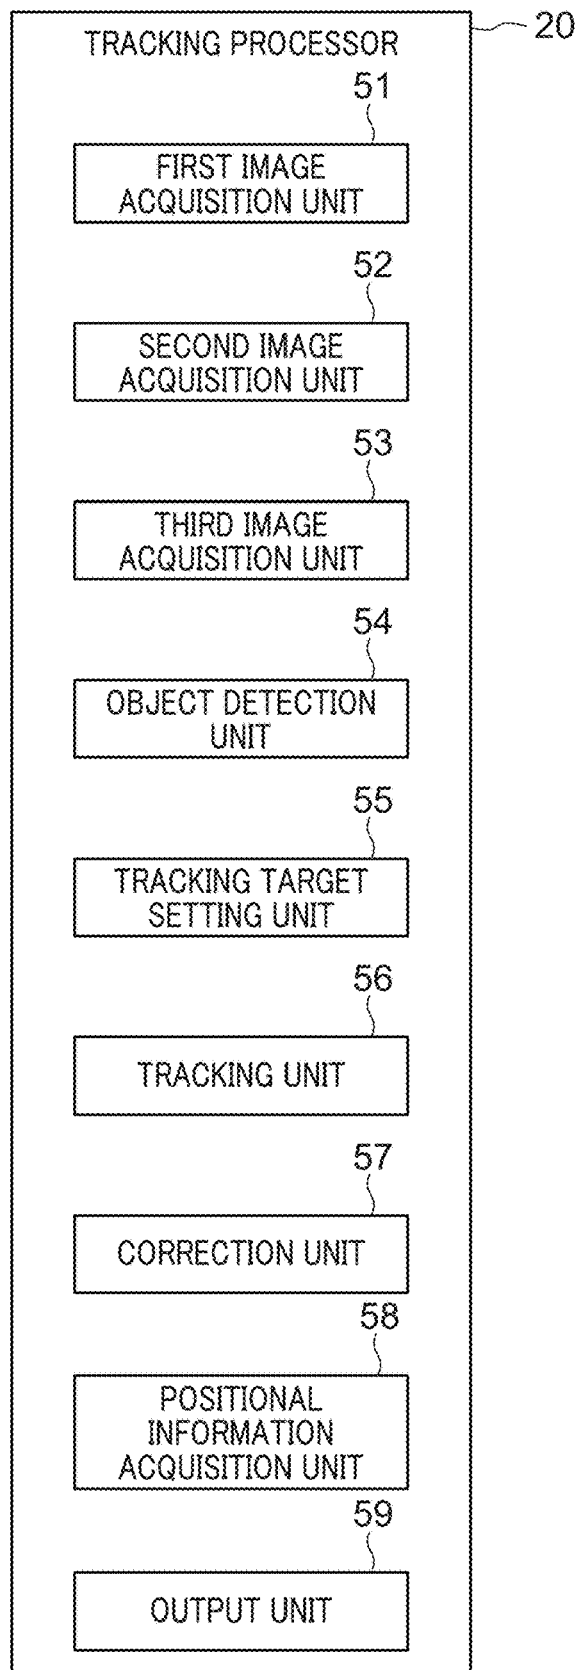 20
TRACKING PROCESSOR
51
FIRST IMAGE
ACQUISITION UNIT
52
SECOND IMAGE
ACQUISITION UNIT
53
THIRD IMAGE
ACQUISITION UNIT
54
OBJECT DETECTION
UNIT
55
TRACKING TARGET
SETTING UNIT
56
TRACKING UNIT
57
CORRECTION UNIT
58
POSITIONAL
INFORMATION
ACQUISITION UNIT
59
OUTPUT UNIT